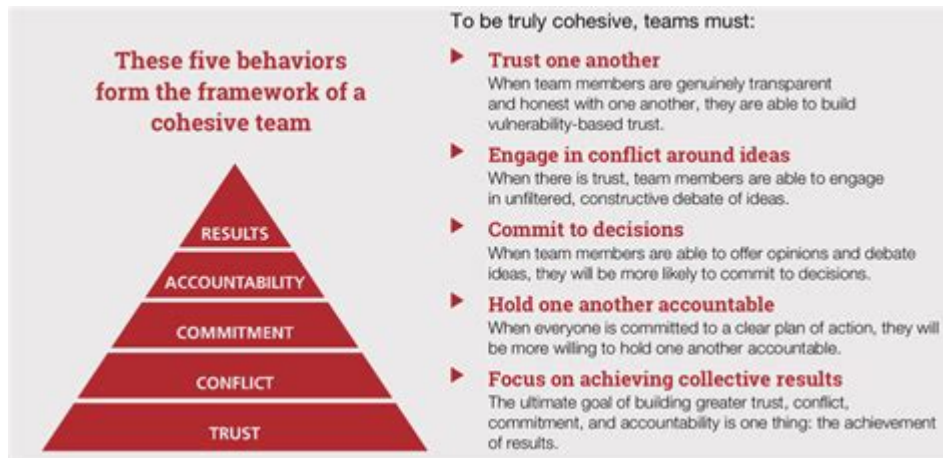 These five behaviors
form the framework of a
cohesive team
RESULTS
ACCOUNTABILITY
COMMITMENT
CONFLICT
TRUST
To be truly cohesive, teams must:
Trust one another
When team members are genuinely transparent
and honest with one another, they are able to build
vulnerability-based trust.
Engage in conflict around ideas
When there is trust, team members are able to engage
in unfiltered, constructive debate of ideas.
Commit to decisions
When team members are able to offer opinions and debate
ideas, they will be more likely to commit to decisions.
Hold one another accountable
When everyone is committed to a clear plan of action, they will
be more willing to hold one another accountable.
Focus on achieving collective results
The ultimate goal of building greater trust, conflict,
commitment, and accountability is one thing: the achievement
of results.